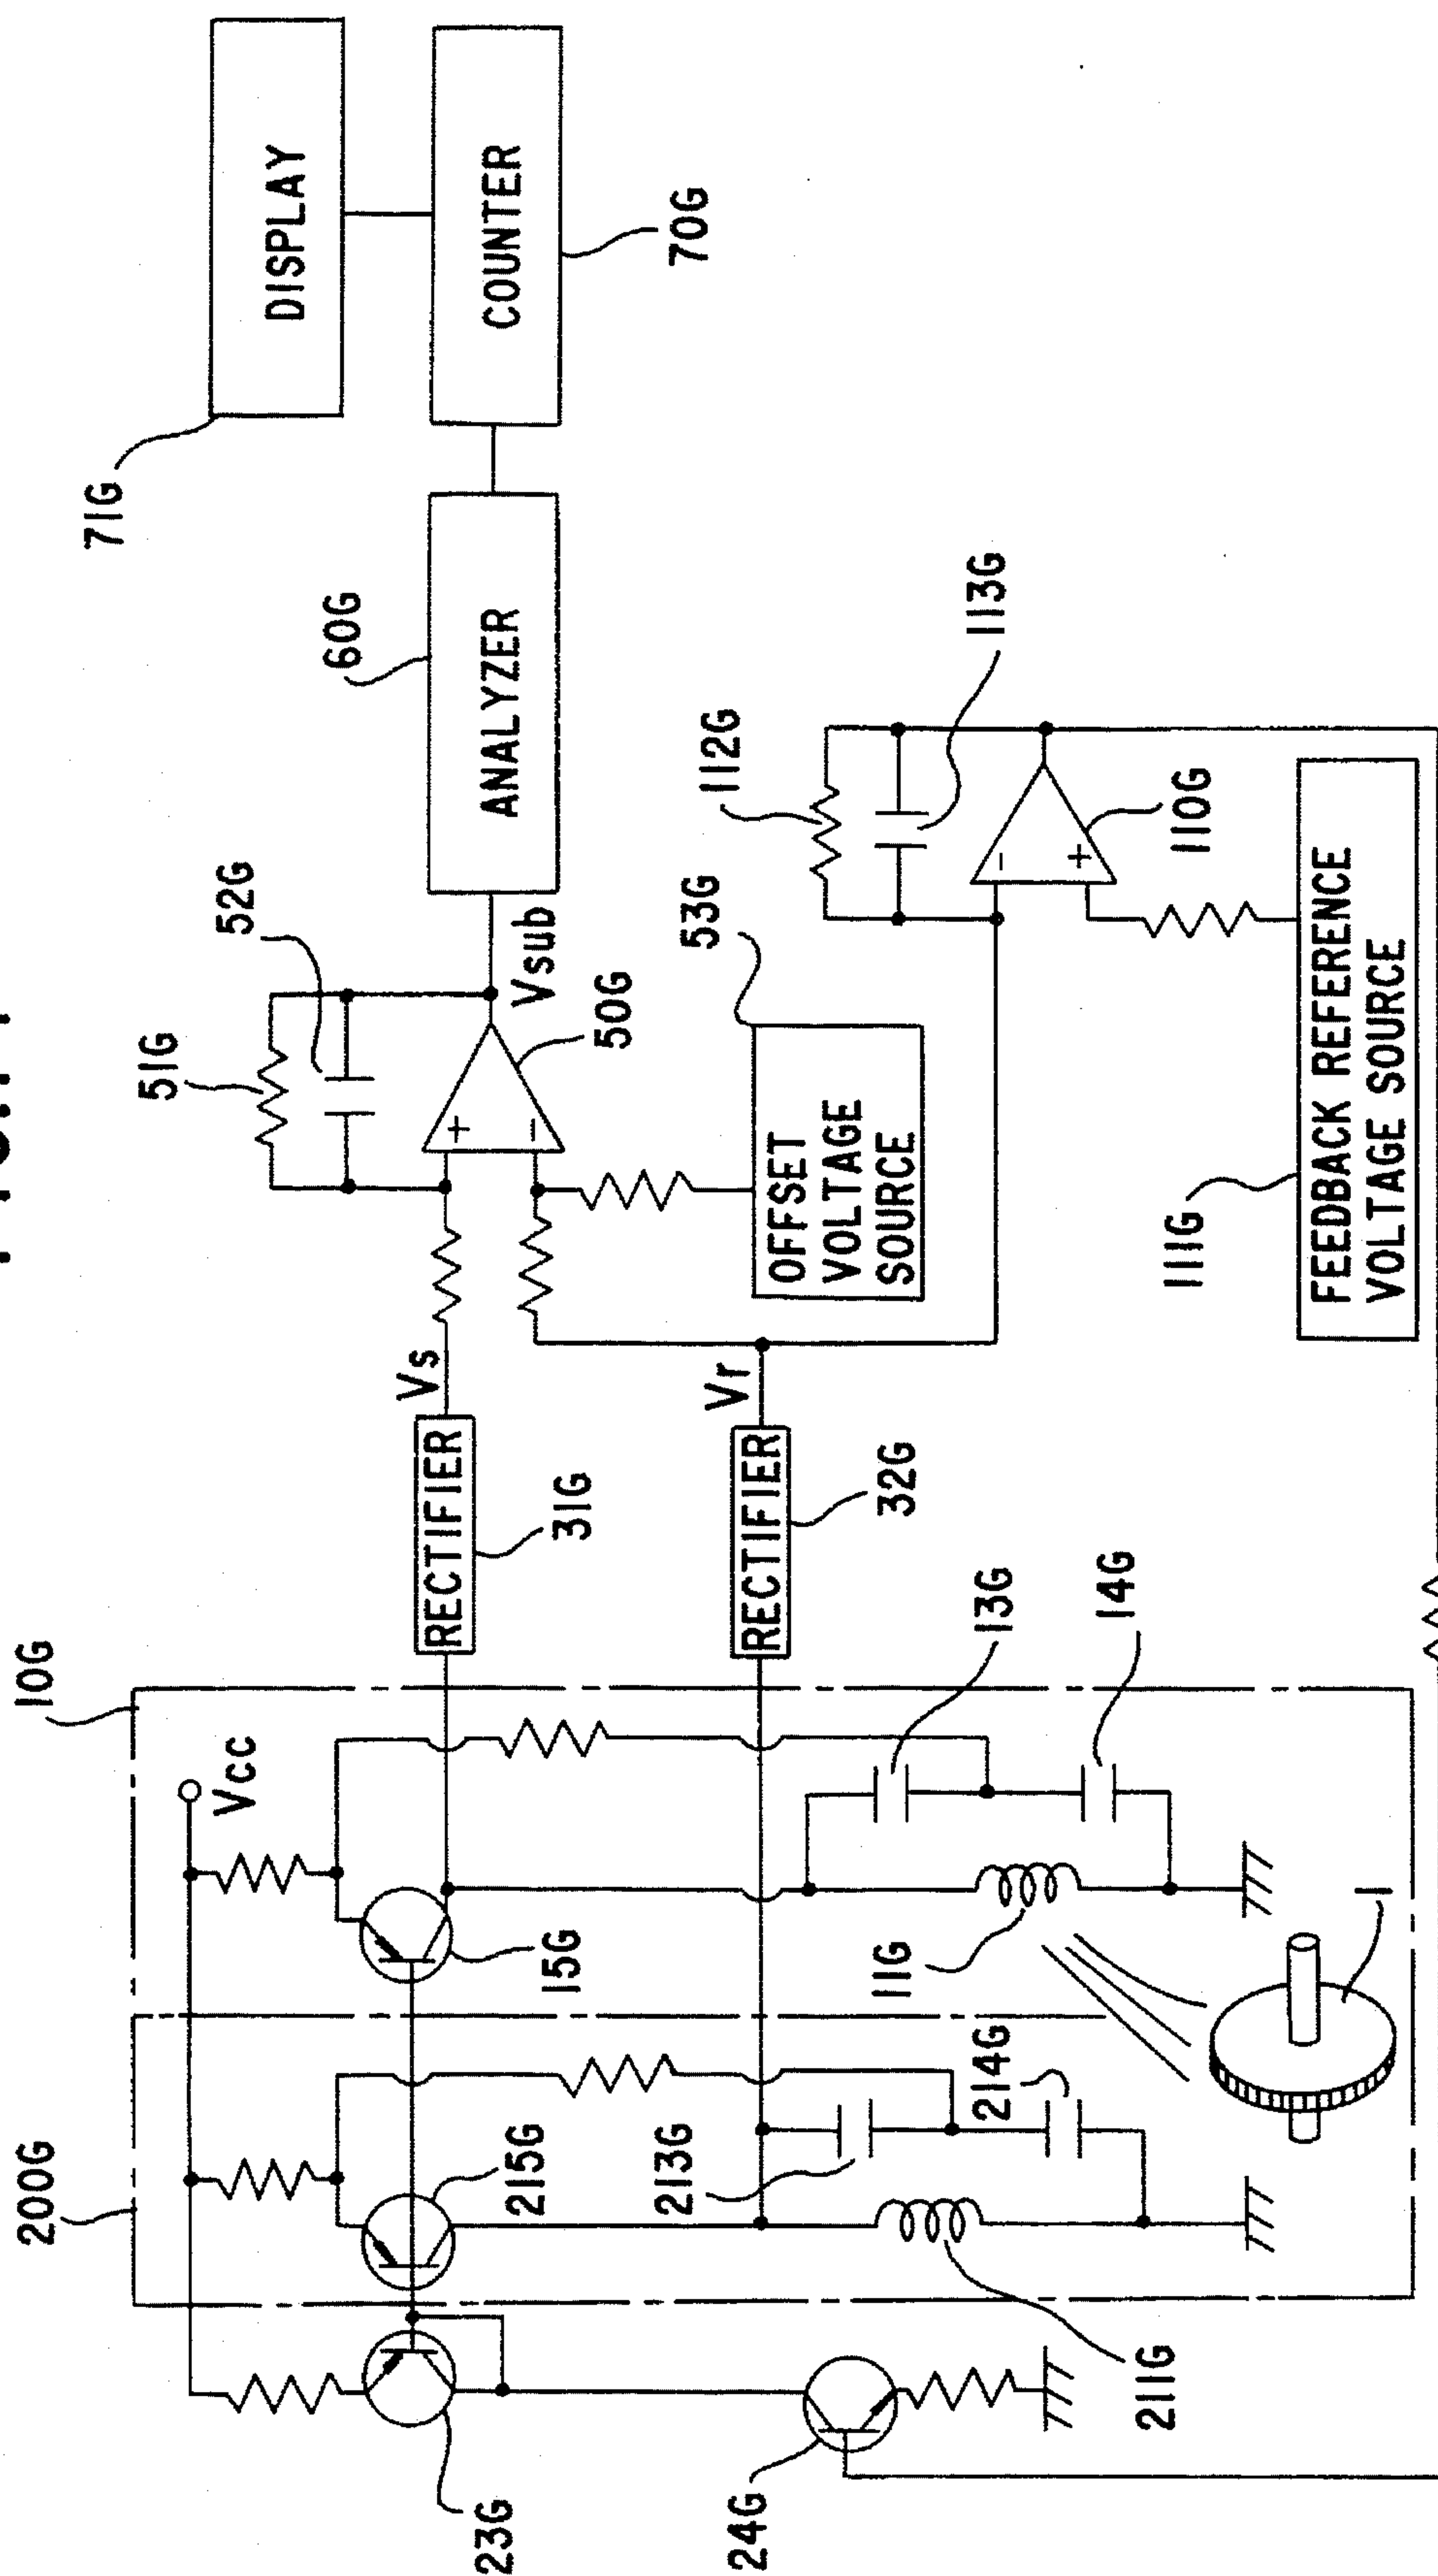 200G
10G
23G
Vcc
215G
15G
24G
211G
213G
214G
11G
13G
14G
1
RECTIFIER
31G
RECTIFIER
32G
Vs
Vr
51G
52G
+
-
50G
Vsub
OFFSET
VOLTAGE
SOURCE
53G
60G
ANALYZER
71G
DISPLAY
COUNTER
70G
112G
113G
-
+
110G
111G
FEEDBACK REFERENCE
VOLTAGE SOURCE